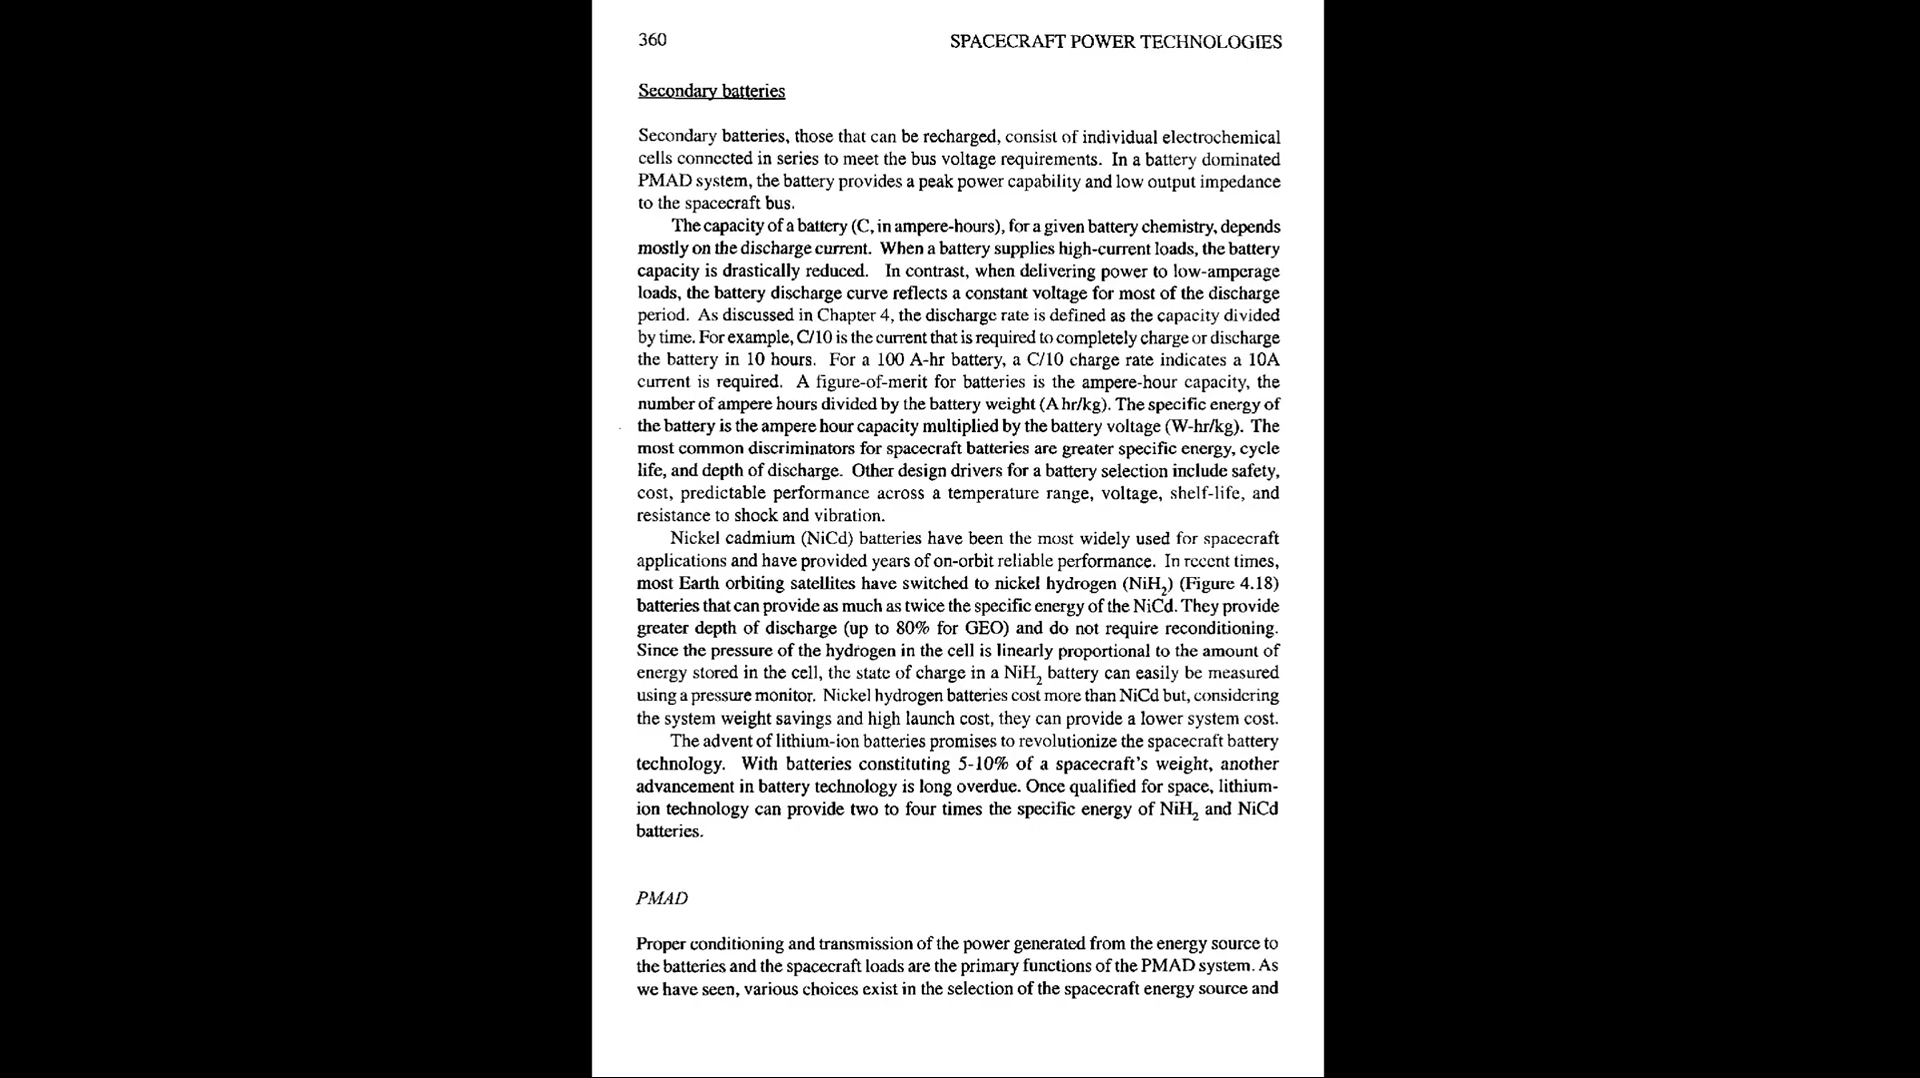 360 SPACECRAFT POWER TECHNOLOGIES
Secondary batteries
Secondary batteries, those that can be recharged, consist of individual electrochemical
cells connected in series to meet the bus voltage requirements. In a battery dominated
PMAD system, the battery provides a peak power capability and low output impedance
to the spacecraft bus.
The capacity of a battery (C, in ampere-hours), for a given battery chemistry, depends
mostly on the discharge current. When a battery supplies high-current loads, the battery
capacity is drastically reduced. In contrast, when delivering power to low-amperage
loads, the battery discharge curve reflects a constant voltage for most of the discharge
period. As discussed in Chapter 4, the discharge rate is defined as the capacity divided
by time. For example, C/10 is the current that is required to completely charge or discharge
the battery in 10 hours. For a 100 A-hr battery, a C/10 charge rate indicates a 10A
current is required. A figure-of-merit for batteries is the ampere-hour capacity, the
number of ampere hours divided by the battery weight (A hr/kg). The specific energy of
the battery is the ampere hour capacity multiplied by the battery voltage (W-hr/kg). The
most common discriminators for spacecraft batteries are greater specific energy, cycle
life, and depth of discharge. Other design drivers for a battery selection include safety,
cost, predictable performance across a temperature range, voltage, shelf-life, and
resistance to shock and vibration.
Nickel cadmium (NiCd) batteries have been the most widely used for spacecraft
applications and have provided years of on-orbit reliable performance. In recent times,
most Earth orbiting satellites have switched to nickel hydrogen (NiH₂) (Figure 4.18)
batteries that can provide as much as twice the specific energy of the NiCd. They provide
greater depth of discharge (up to 80% for GEO) and do not require reconditioning.
Since the pressure of the hydrogen in the cell is linearly proportional to the amount of
energy stored in the cell, the state of charge in a NiH₂ battery can easily be measured
using a pressure monitor. Nickel hydrogen batteries cost more than NiCd but, considering
the system weight savings and high launch cost, they can provide a lower system cost.
The advent of lithium-ion batteries promises to revolutionize the spacecraft battery
technology. With batteries constituting 5-10% of a spacecraft's weight, another
advancement in battery technology is long overdue. Once qualified for space, lithium-
ion technology can provide two to four times the specific energy of NiH₂ and NiCd
batteries.
PMAD
Proper conditioning and transmission of the power generated from the energy source to
the batteries and the spacecraft loads are the primary functions of the PMAD system. As
we have seen, various choices exist in the selection of the spacecraft energy source and